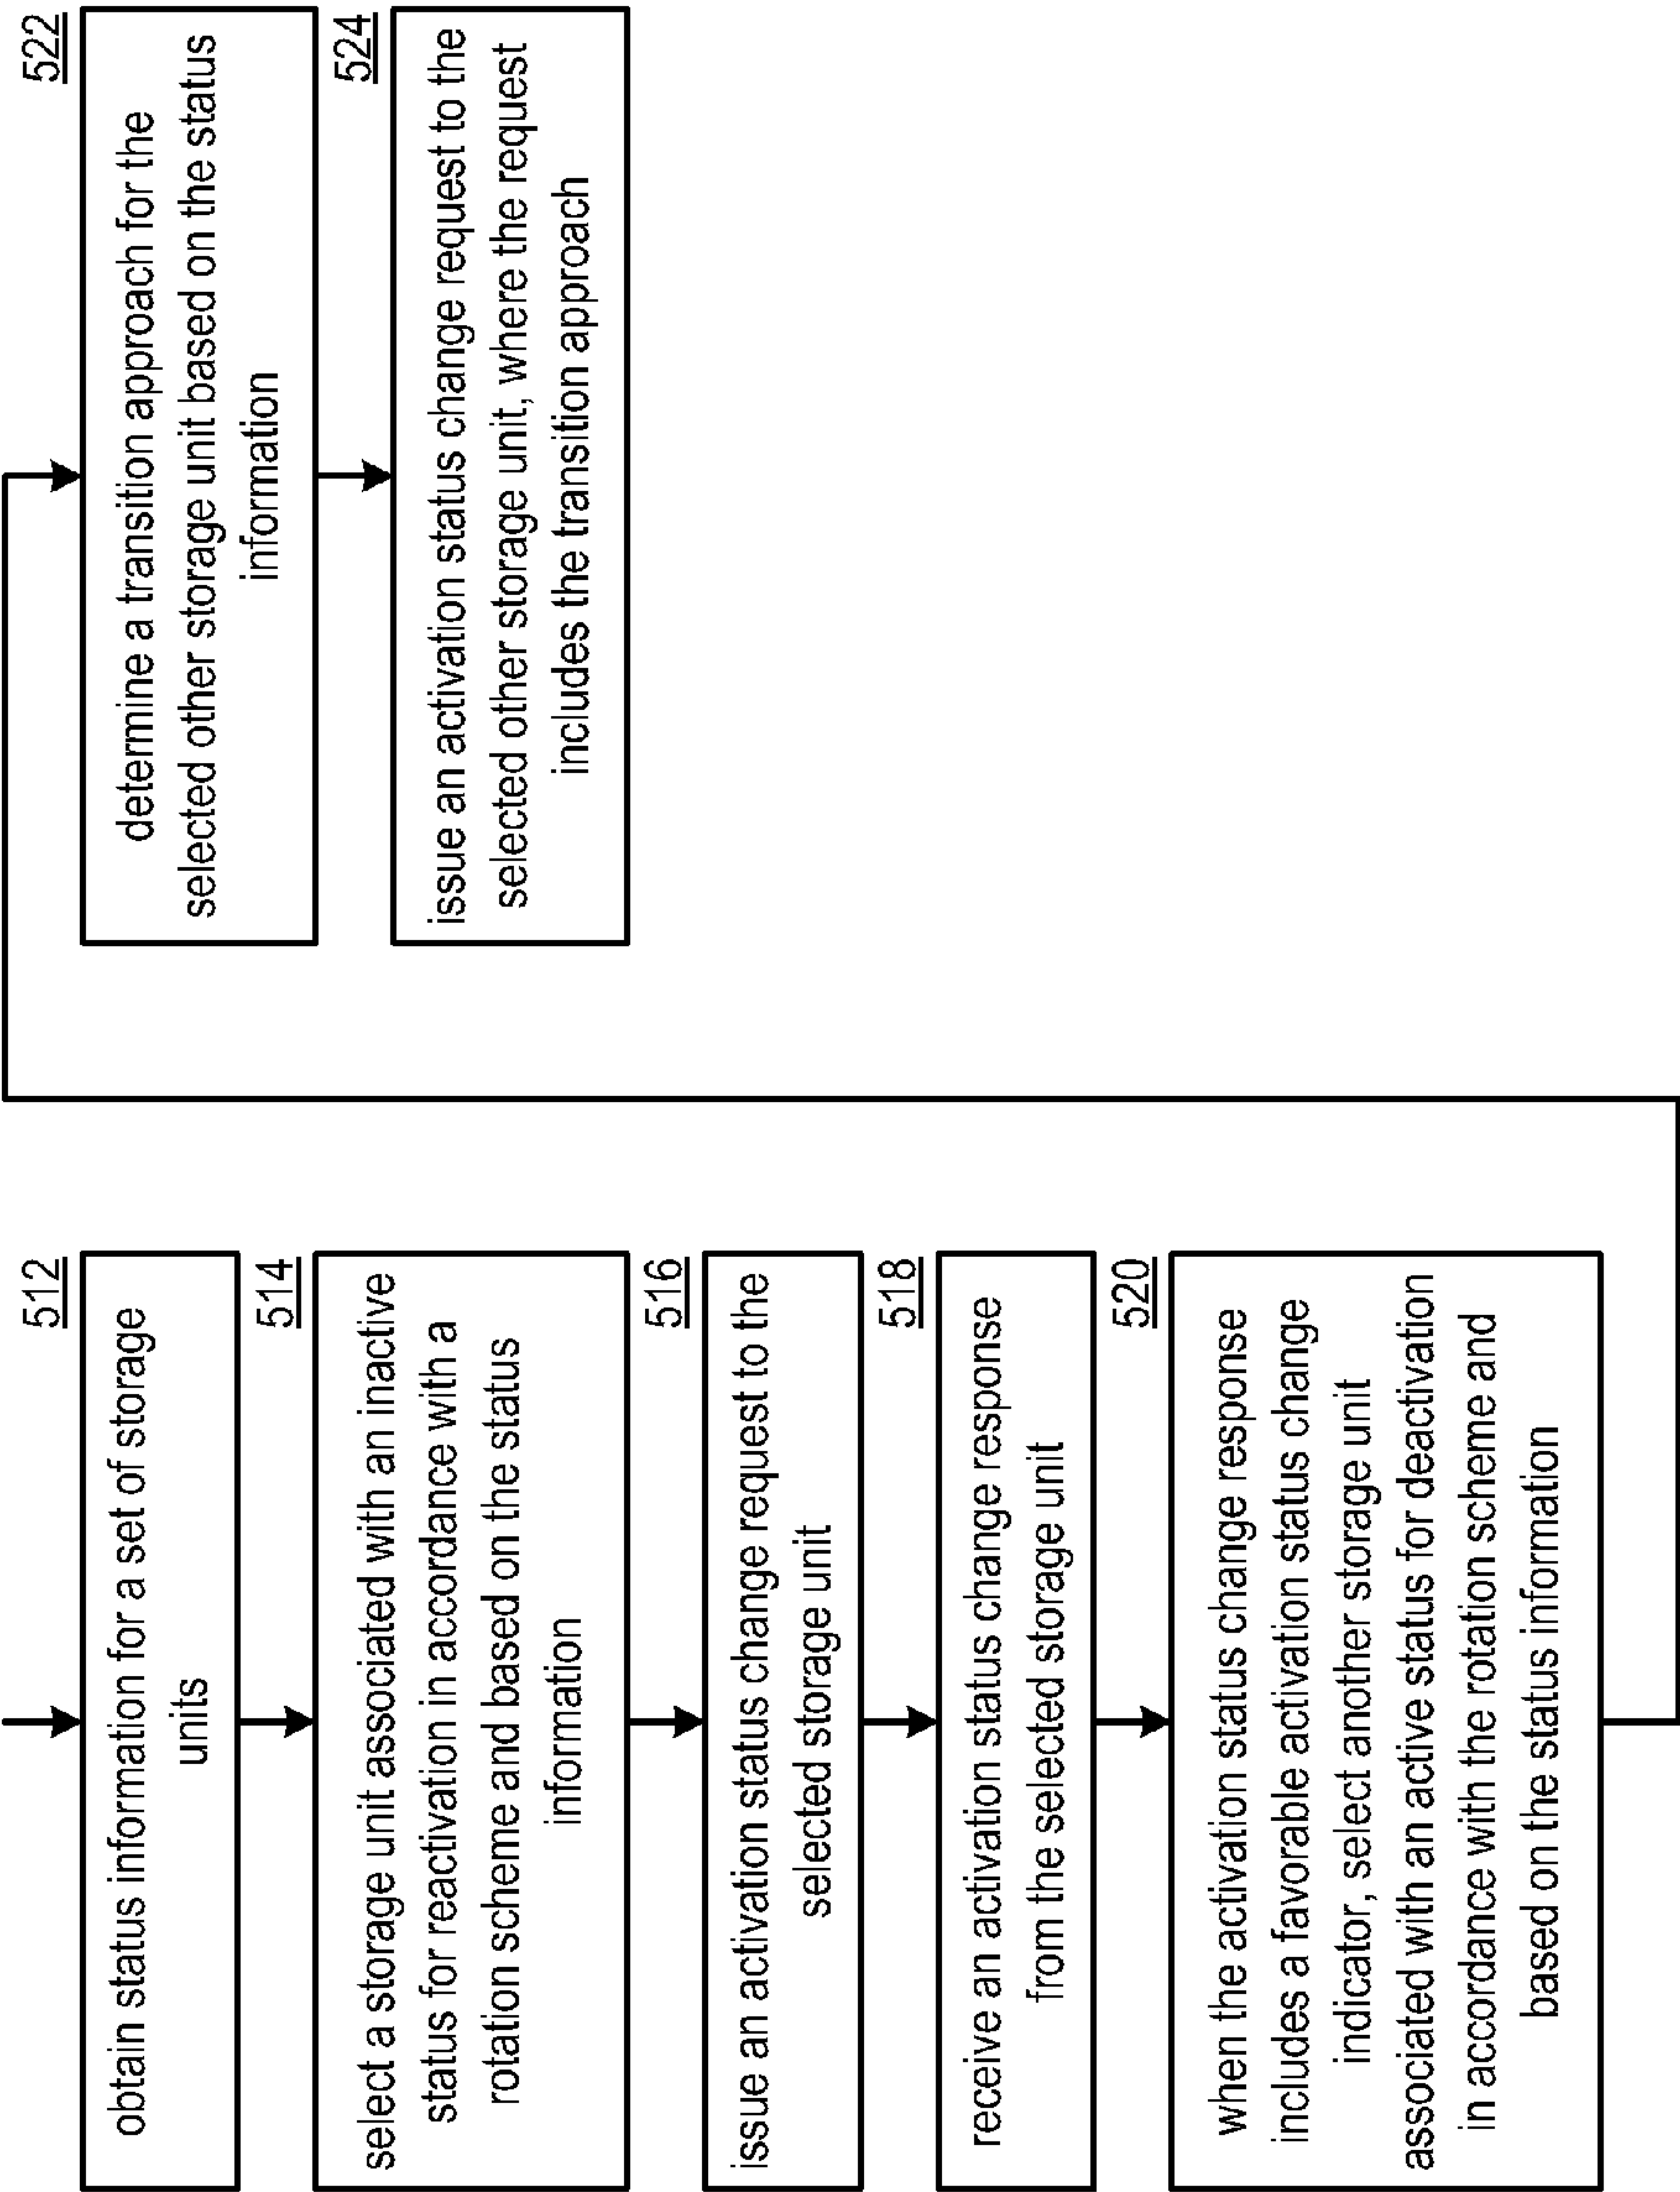 512
obtain status information for a set of storage
units
514
select a storage unit associated with an inactive
status for reactivation in accordance with a
rotation scheme and based on the status
information
516
issue an activation status change request to the
selected storage unit
518
receive an activation status change response
from the selected storage unit
520
when the activation status change response
includes a favorable activation status change
indicator, select another storage unit
associated with an active status for deactivation
in accordance with the rotation scheme and
based on the status information
522
determine a transition approach for the
selected other storage unit based on the status
information
524
issue an activation status change request to the
selected other storage unit, where the request
includes the transition approach